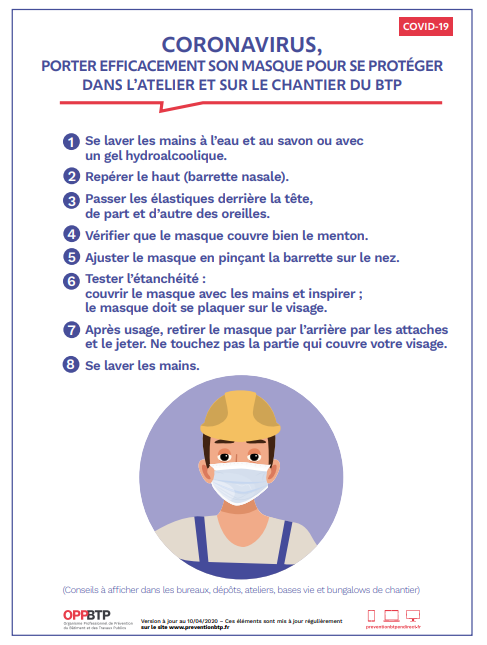 COVID-19
CORONAVIRUS,
PORTER EFFICACEMENT SON MASQUE POUR SE PROTÉGER
DANS L'ATELIER ET SUR LE CHANTIER DU BTP
1 Se laver les mains à l'eau et au savon ou avec
un gel hydroalcoolique.
2 Repérer le haut (barrette nasale).
3 Passer les élastiques derrière la tête,
de part et d'autre des oreilles.
4 Vérifier que le masque couvre bien le menton.
5 Ajuster le masque en pinçant la barrette sur le nez.
6 Tester l'étanchéité :
couvrir le masque avec les mains et inspirer ;
le masque doit se plaquer sur le visage.
7 Après usage, retirer le masque par l'arrière par les attaches
et le jeter. Ne touchez pas la partie qui couvre votre visage.
8 Se laver les mains.
(Conseils à afficher dans les bureaux, dépôts, ateliers, bases vie et bungalows de chantier)
OPPBTP
Organisme Professionnel de Prévention
du Bâtiment et des Travaux Publics
Version à jour au 10/04/2020 – Ces éléments sont mis à jour régulièrement
sur le site www.preventionbtp.fr
preventionbtpendirect.fr